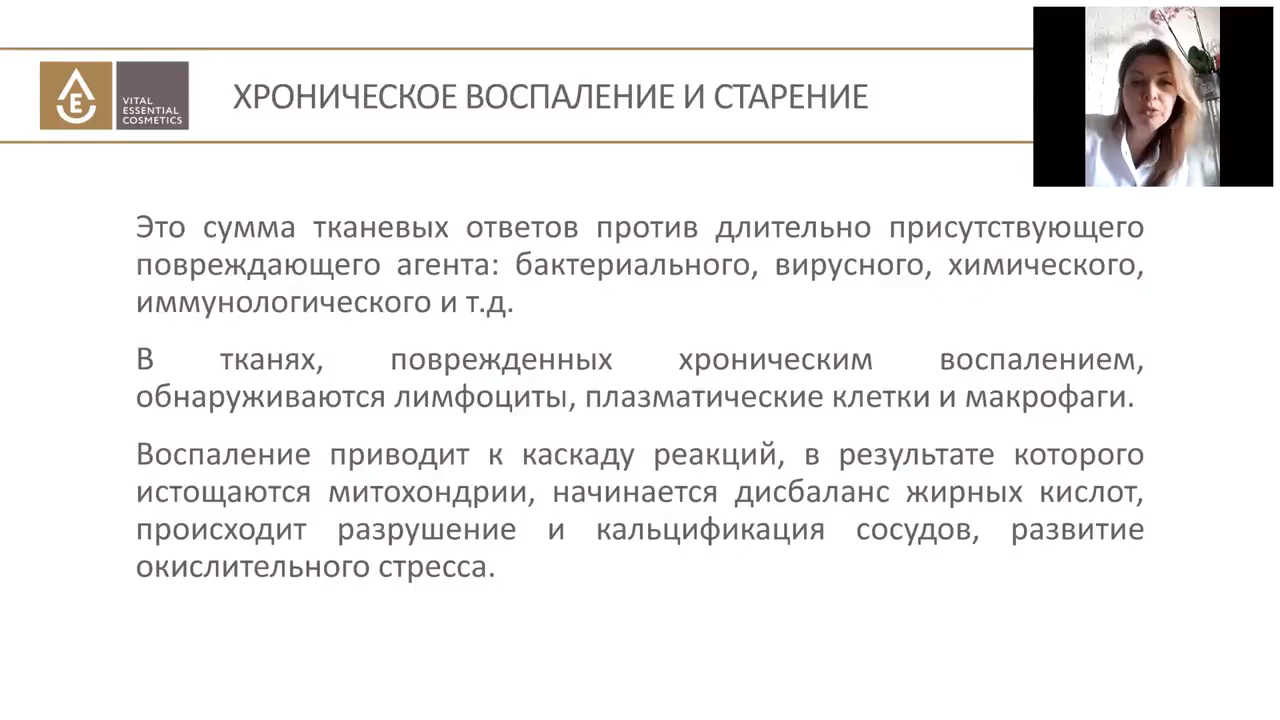 VITAL
ESSENTIAL
COSMETICS
ХРОНИЧЕСКОЕ ВОСПАЛЕНИЕ И СТАРЕНИЕ
Это сумма тканевых ответов против длительно присутствующего
повреждающего агента: бактериального, вирусного, химического,
иммунологического и т.д.
В тканях, поврежденных хроническим воспалением,
обнаруживаются лимфоциты, плазматические клетки и макрофаги.
Воспаление приводит к каскаду реакций, в результате которого
истощаются митохондрии, начинается дисбаланс жирных кислот,
происходит разрушение и кальцификация сосудов, развитие
окислительного стресса.